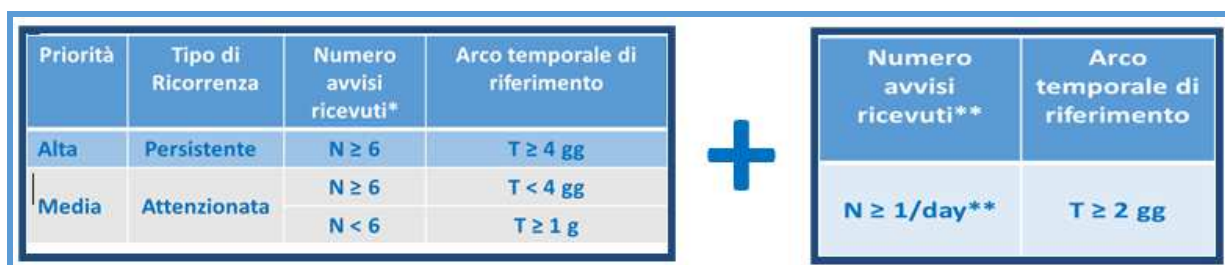 Priorità Tipo di Ricorrenza Numero avvisi ricevuti* Arco temporale di riferimento
Alta Persistente N ≥ 6 T ≥ 4 gg
Media Attenzionata N ≥ 6 T < 4 gg
N < 6 T ≥ 1 g
+
Numero avvisi ricevuti** Arco temporale di riferimento
N ≥ 1/day** T ≥ 2 gg